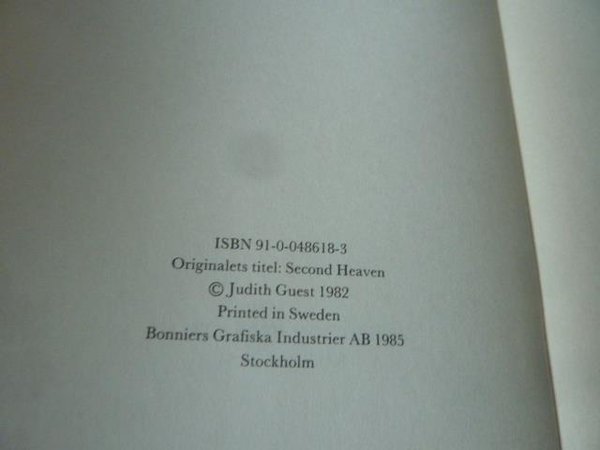 ISBN 91-0-048618-3
Originalets titel: Second Heaven
© Judith Guest 1982
Printed in Sweden
Bonniers Grafiska Industrier AB 1985
Stockholm